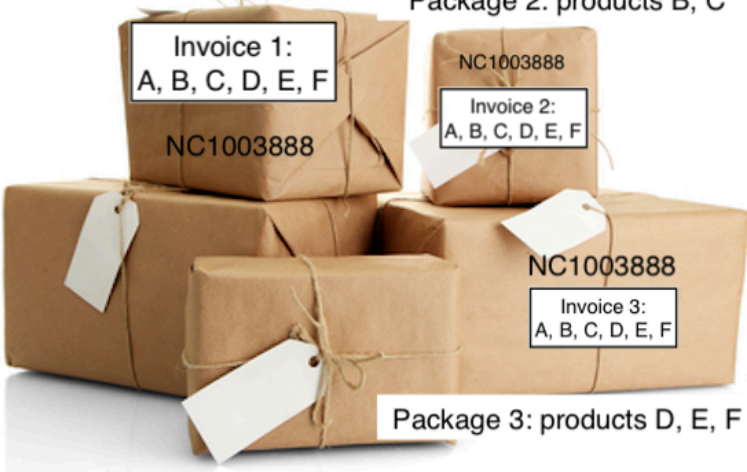 Package 2: products B, C
Invoice 1:
A, B, C, D, E, F
NC1003888
NC1003888
Invoice 2:
A, B, C, D, E, F
NC1003888
Invoice 3:
A, B, C, D, E, F
Package 3: products D, E, F